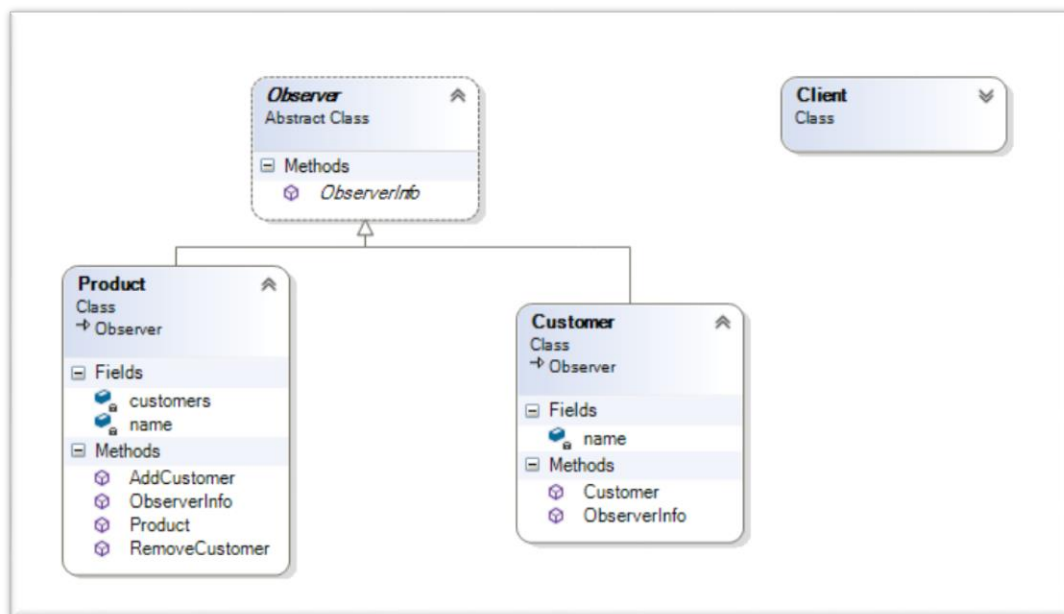 Observer
Abstract Class
Methods
ObserverInfo
Client
Class
Product
Class
Observer
Fields
customers
name
Methods
AddCustomer
ObserverInfo
Product
RemoveCustomer
Customer
Class
Observer
Fields
name
Methods
Customer
ObserverInfo